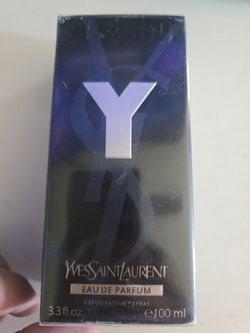 Y
YVESSAINTLAURENT
EAU DE PARFUM
VAPORISATEUR SPRAY
3.3 fl.oz. ℮100 ml